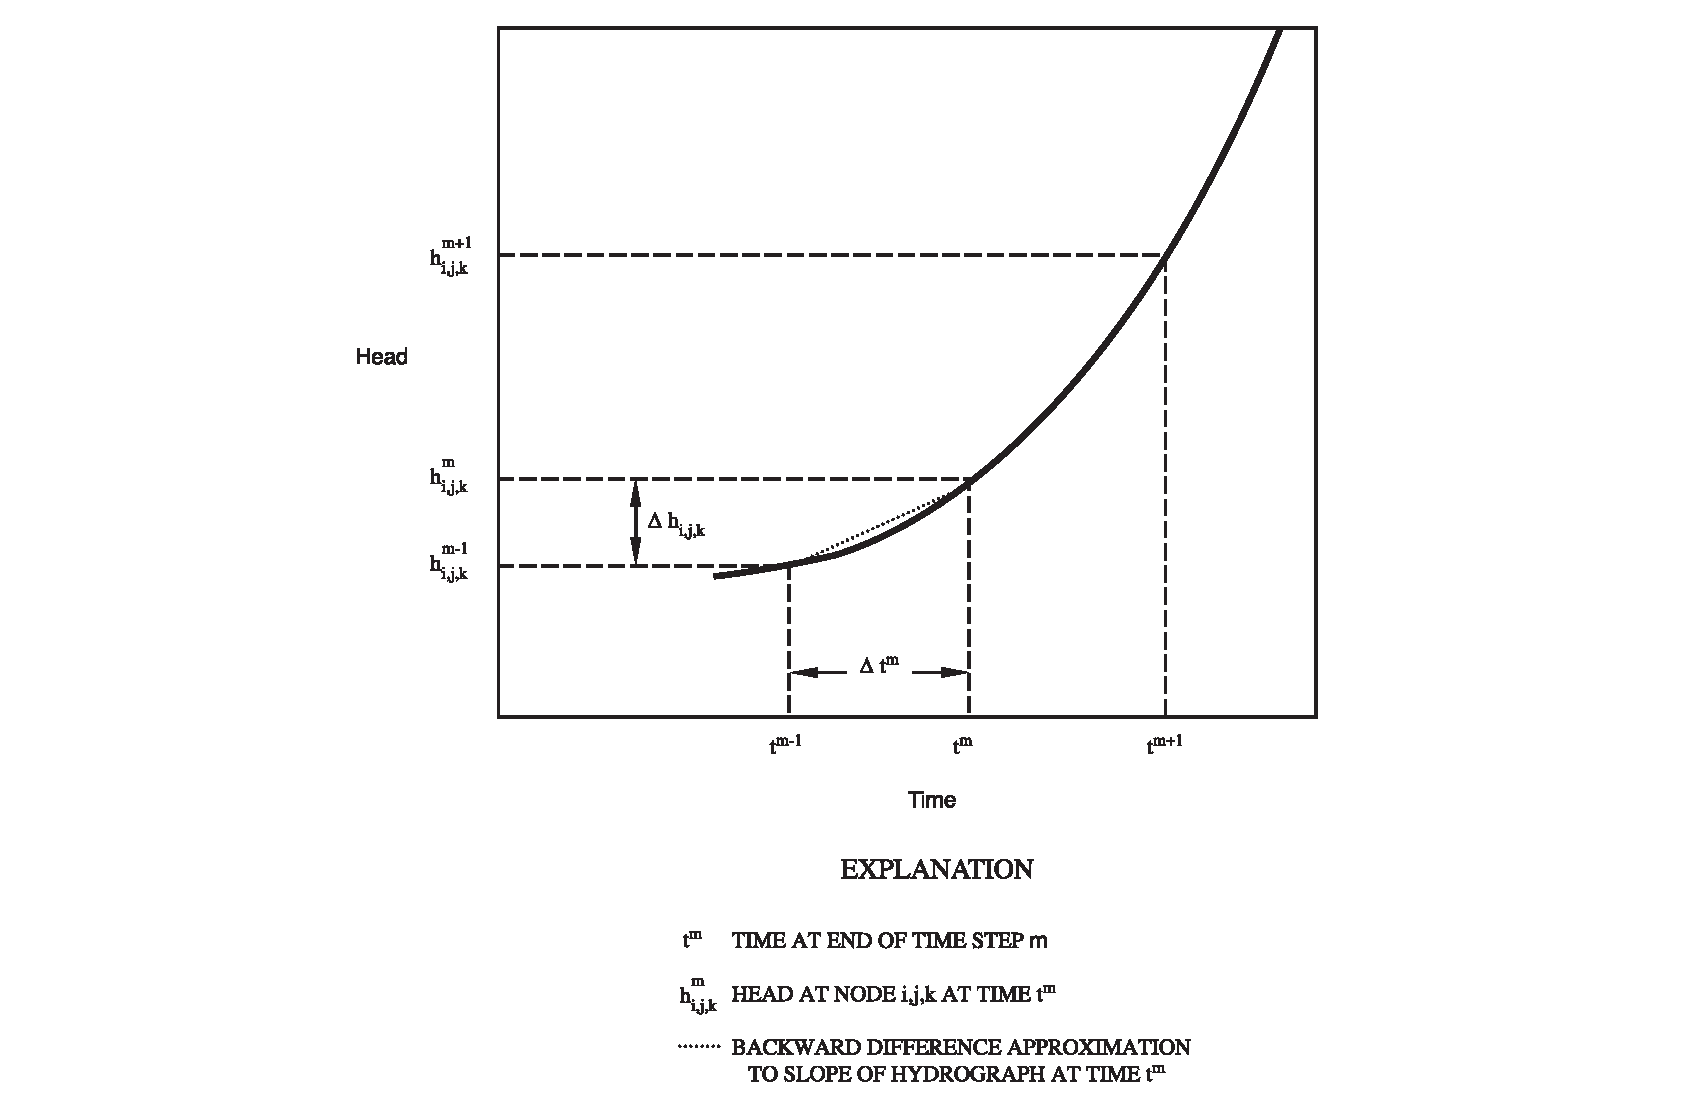 h i,j,k m+1
Head
h i,j,k m
Δ h i,j,k
h i,j,k m-1
Δ t m
t m-1 t m t m+1
Time
EXPLANATION
t m TIME AT END OF TIME STEP m
h i,j,k m HEAD AT NODE i,j,k AT TIME t m
BACKWARD DIFFERENCE APPROXIMATION
TO SLOPE OF HYDROGRAPH AT TIME t m